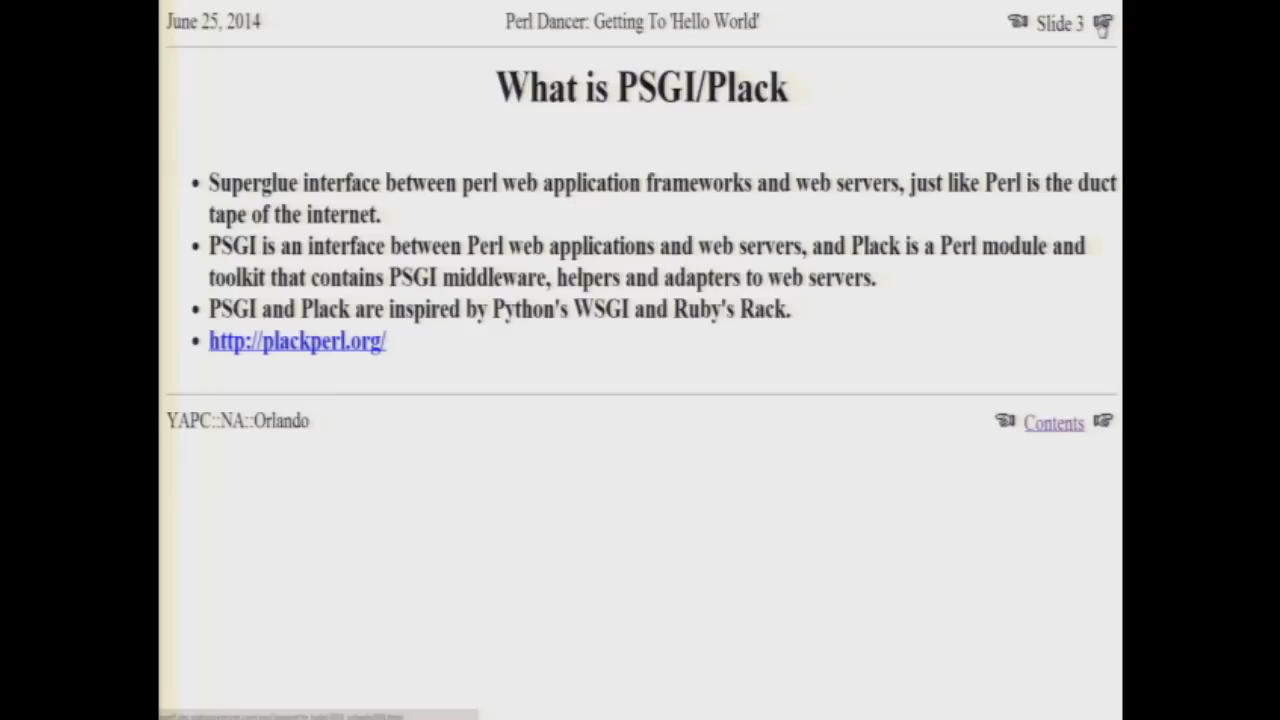 June 25, 2014
Perl Dancer: Getting To 'Hello World'
Slide 3
What is PSGI/Plack
• Superglue interface between perl web application frameworks and web servers, just like Perl is the duct
tape of the internet.
• PSGI is an interface between Perl web applications and web servers, and Plack is a Perl module and
toolkit that contains PSGI middleware, helpers and adapters to web servers.
• PSGI and Plack are inspired by Python's WSGI and Ruby's Rack.
• http://plackperl.org/
YAPC::NA::Orlando
Contents